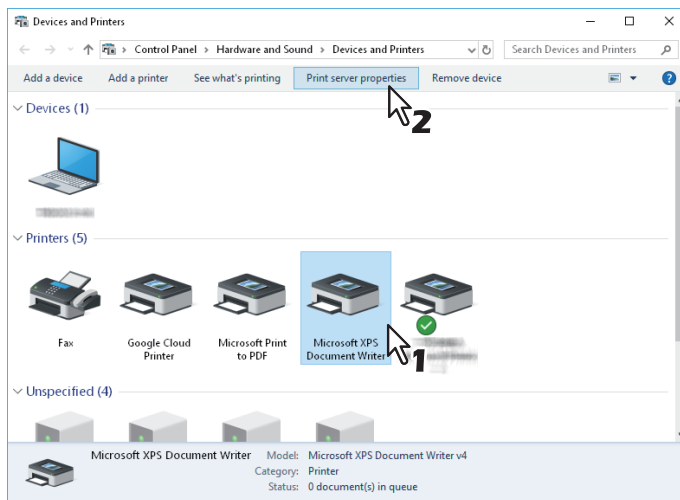 Devices and Printers
Control Panel > Hardware and Sound > Devices and Printers
Search Devices and Printers
Add a device Add a printer See what's printing Print server properties Remove device
2
Devices (1)
Printers (5)
Fax
Google Cloud
Printer
Microsoft Print
to PDF
Microsoft XPS
Document Writer
1
Unspecified (4)
Microsoft XPS Document Writer Model: Microsoft XPS Document Writer v4
Category: Printer
Status: 0 document(s) in queue